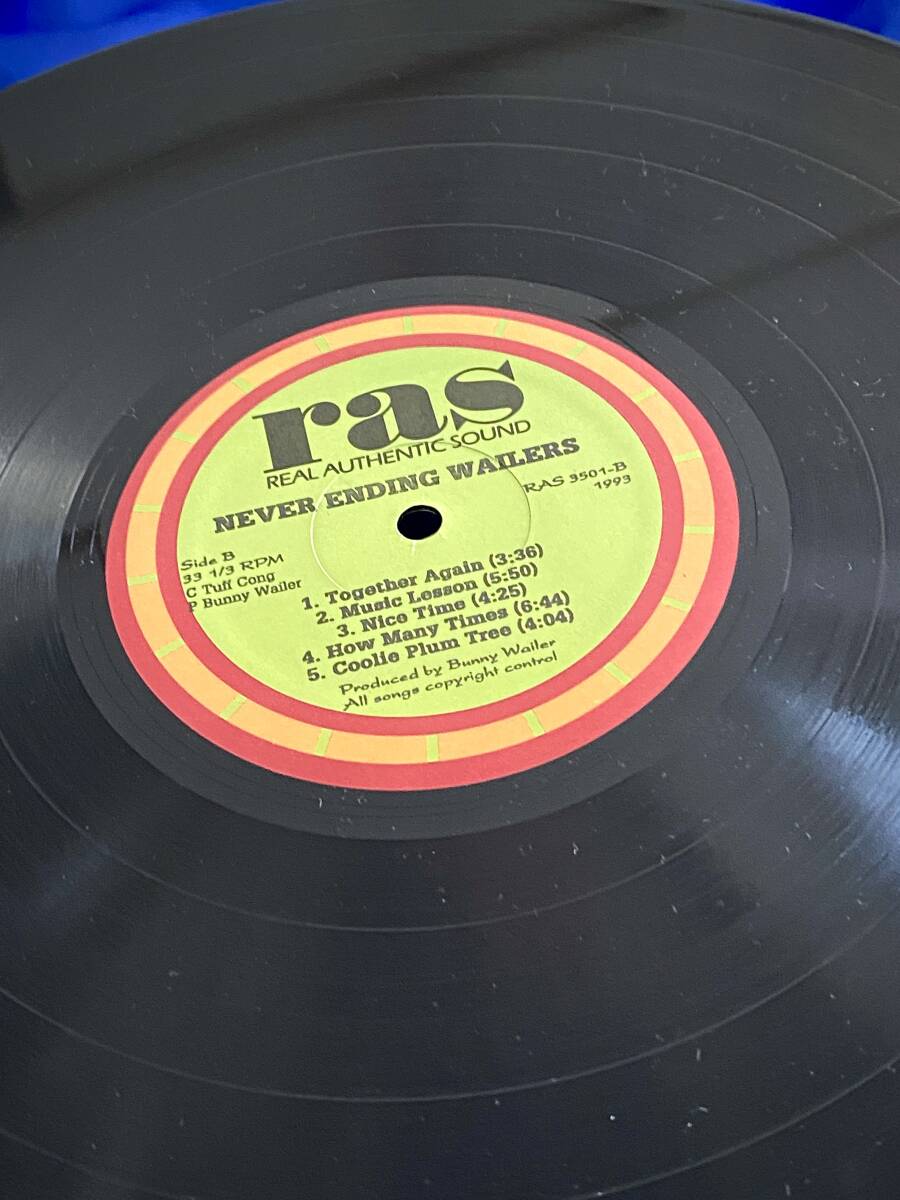 ras
REAL AUTHENTIC SOUND
NEVER ENDING WAILERS
RAS 3501-B
1993
Side B
33 1/3 RPM
C Tuff Gong
P Bunny Wailer
1. Together Again (3:36)
2. Music Lesson (5:50)
3. Nice Time (4:25)
4. How Many Times (6:44)
5. Coolie Plum Tree (4:04)
Produced by Bunny Wailer
All songs copyright control